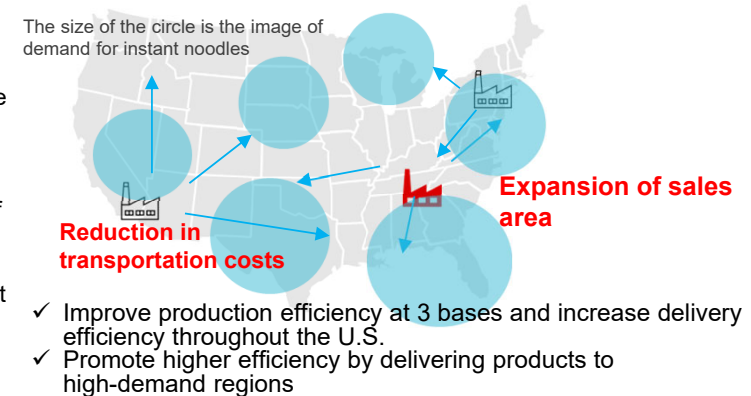 The size of the circle is the image of
demand for instant noodles
e
f
Reduction in
transportation costs
Expansion of sales
area
t
✓ Improve production efficiency at 3 bases and increase delivery
efficiency throughout the U.S.
✓ Promote higher efficiency by delivering products to
high-demand regions